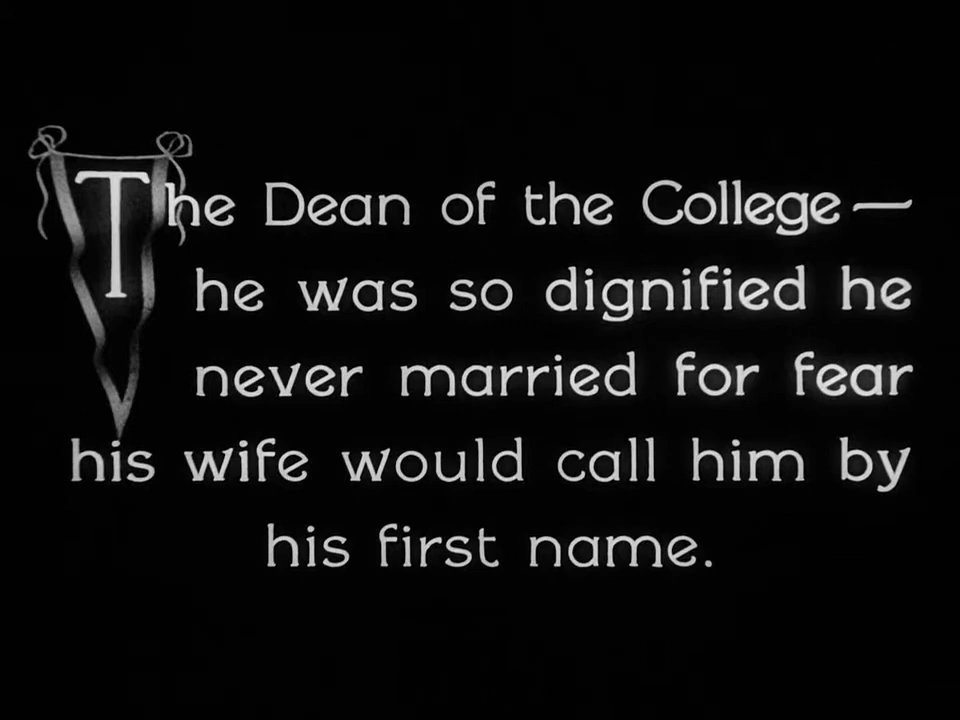 The Dean of the College—
he was so dignified he
never married for fear
his wife would call him by
his first name.